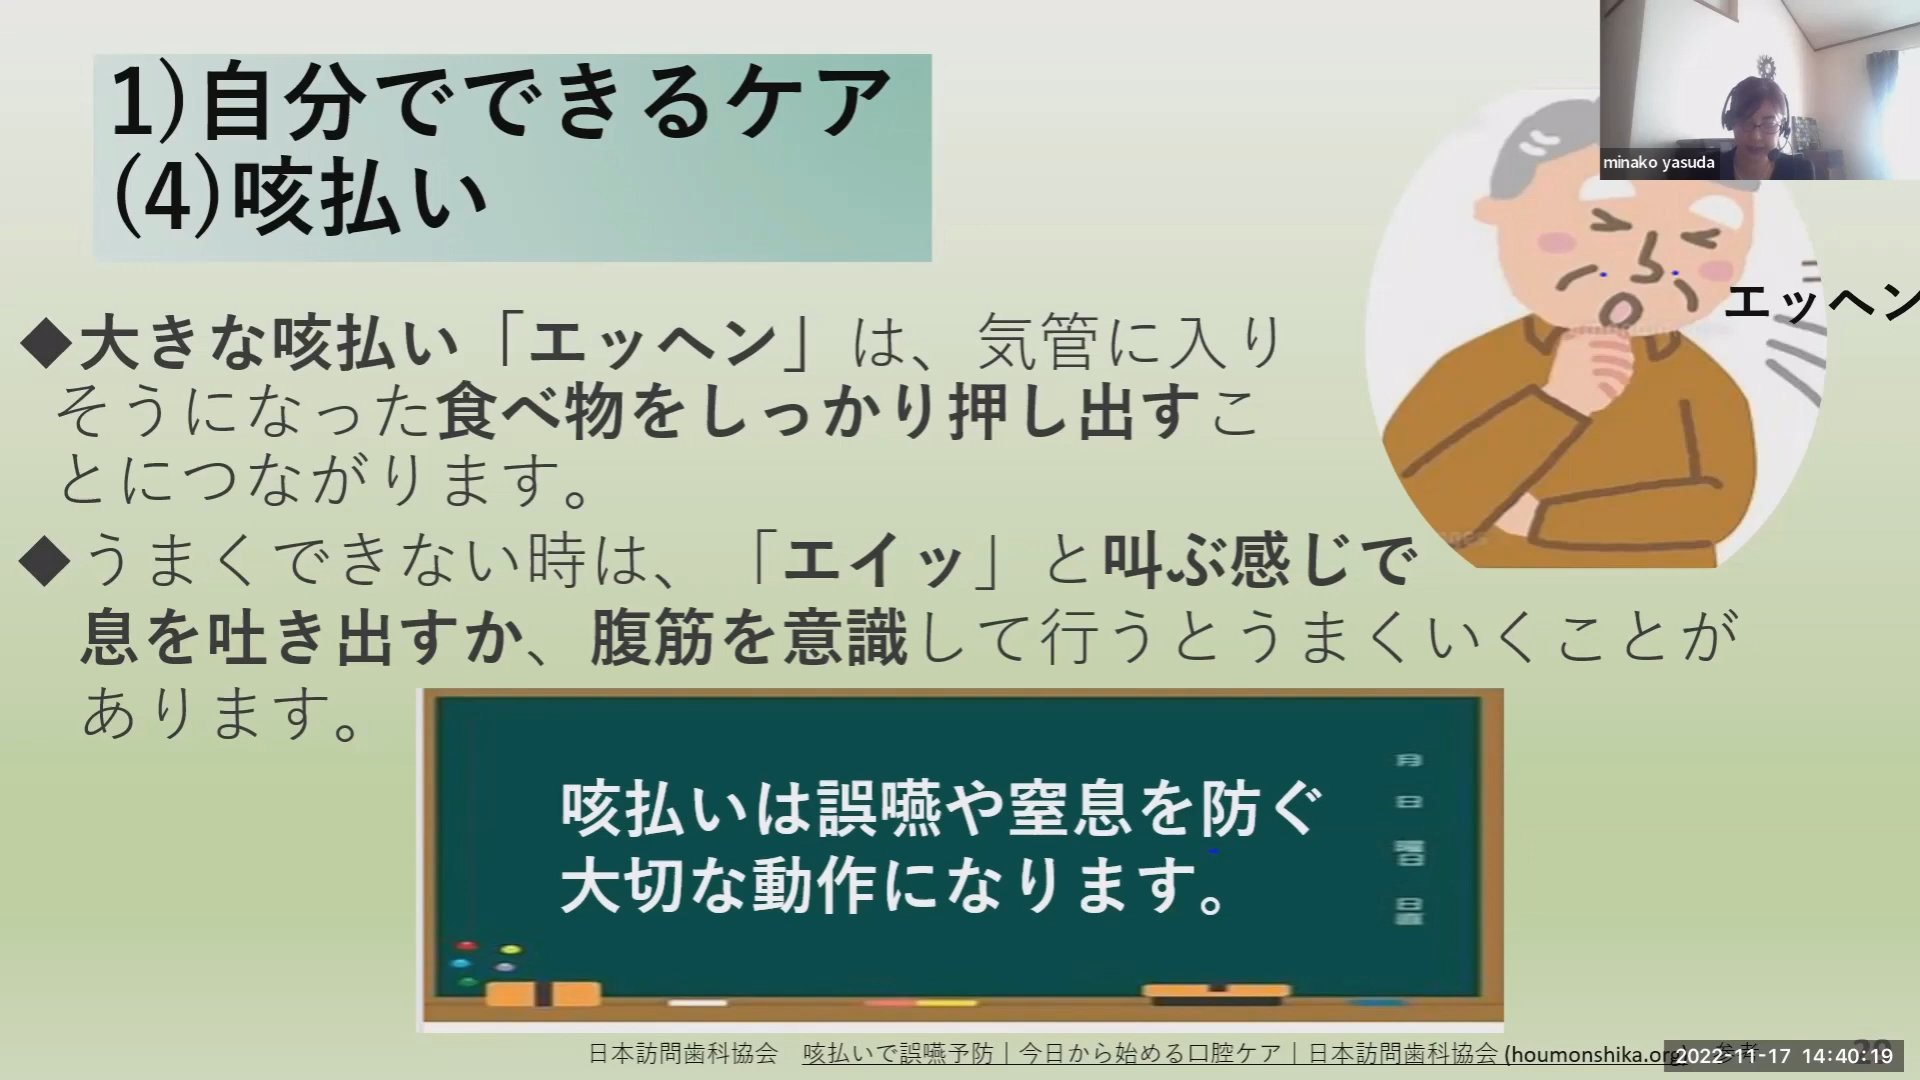 1)自分でできるケア
(4)咳払い
minako yasuda
エッヘン
◆大きな咳払い「エッヘン」は、気管に入り
そうになった食べ物をしっかり押し出すこ
とにつながります。
◆うまくできない時は、「エイッ」と叫ぶ感じで
息を吐き出すか、腹筋を意識して行うとうまくいくことが
あります。
咳払いは誤嚥や窒息を防ぐ
大切な動作になります。
月
日
曜日
日直
日本訪問歯科協会 咳払いで誤嚥予防｜今日から始める口腔ケア｜日本訪問歯科協会 (houmonshika.org)
2022-11-17 14:40:19